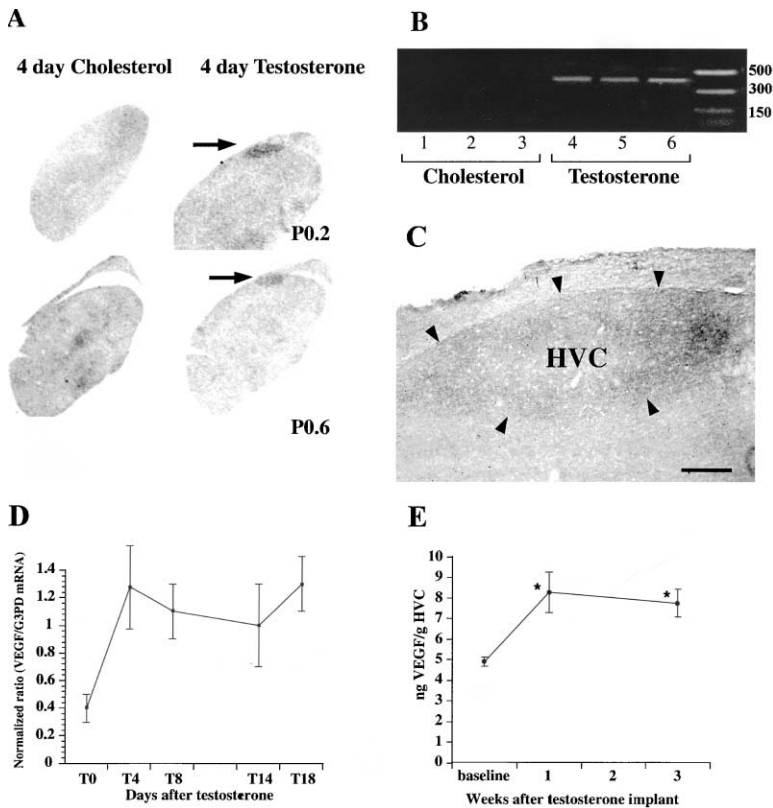 A
4 day Cholesterol
4 day Testosterone
P0.2
P0.6
B
500
300
150
1 2 3 4 5 6
Cholesterol
Testosterone
C
HVC
D
Normalized ratio (VEGF/G3PD mRNA)
1.4
1.2
1
0.8
0.6
0.4
0.2
0
T0 T4 T8 T14 T18
Days after testosterone
E
ng VEGF/g HVC
10
9
8
7
6
5
4
3
2
1
0
* *
baseline 1 2 3
Weeks after testosterone implant